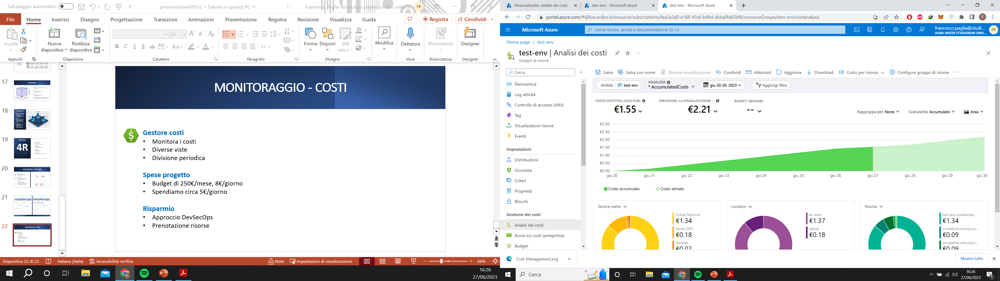 Salvataggio automatico
presentazioneSRSG2 • Salvato in questo PC
Francesco Paglia - francesco.paglia@studio.unibo.it
FP
File
Home
Inserisci
Disegno
Progettazione
Transizioni
Animazioni
Presentazione
Registra
Revisione
Visualizza
Guida
Registra
Condividi
Incolla
Nuova
diapositiva
Riutilizza
diapositive
20
G C S S ab AV Aa A
Forme
Disponi
Stili
veloci
Modifica
Dettatura
Riservatezza
Designer
Appunti
Diapositive
Carattere
Paragrafo
Disegno
Voce
Riservatezza
Designer
17
18
19
4R
20
21
22
MONITORAGGIO - COSTI
Gestore costi
• Monitora i costi
• Diverse viste
• Divisione periodica
Spese progetto
• Budget di 250€/mese, 8€/giorno
• Spendiamo circa 5€/giorno
Risparmio
• Approccio DevSecOps
• Prenotazione risorse
Diapositiva 22 di 22
Italiano (Italia)
Accessibilità: verifica
Note
Impostazioni di visualizzazione
66%
16:26
27/06/2023
Personalizzato: Analisi dei costi -
dev-env - Microsoft Azure
test-env - Microsoft Azure
portal.azure.com/#@live.unibo.it/resource/subscriptions/faa3a3a0-e168-41ef-b44d-dcba9fa65bf6/resourceGroups/test-env/costanalysis
ABP
F
Microsoft Azure
Cerca risorse, servizi e documentazione (G+/)
francesco.paglia@studi...
ALMA MATER STUDIORUM UNIV...
FP
Home page > test-env
test-env | Analisi dei costi
Gruppo di risorse
Cerca
Salva
Salva con nome
Elimina visualizzazione
Condividi
Abbonati
Aggiorna
Download
Costo per risorsa
Configura gruppo di risorse
Panoramica
Log attività
Controllo di accesso (IAM)
Tag
Visualizzatore risorse
Eventi
Impostazioni
Distribuzioni
Sicurezza
Criteri
Proprietà
Blocchi
Gestione dei costi
Analisi dei costi
Avvisi sui costi (anteprima)
Budget
Ambito : test-env
VISUALIZZA
* AccumulatedCosts
giu 20-30, 2023
Aggiungi filtro
COSTO EFFETTIVO (SOLO EUR)
€1.55
PREVISIONE: LA VISUALIZZAZIONE ...
€2.21
BUDGET: NESSUNO
--
Raggruppa per: None
Granularità: Accumulato
Area
€3.00
€2.50
€2.00
€1.50
€1.00
€0.50
€0.00
giu 20
giu 21
giu 22
giu 23
giu 24
giu 25
giu 26
giu 27
giu 28
giu 29
giu 30
Costo accumulato
Costo stimato
Service name
Virtual Network
€1.34
Azure DNS
€0.18
Storage
€0.02
Location
eu west
€1.37
global
€0.18
Risorsa
test-app-srsdbendp...
€1.34
privatelink.mongo.co...
€0.09
privatelink.redis.cach...
€0.09
Cost-Management.svg
Mostra tutto
Cerca
16:26
27/06/2023
1